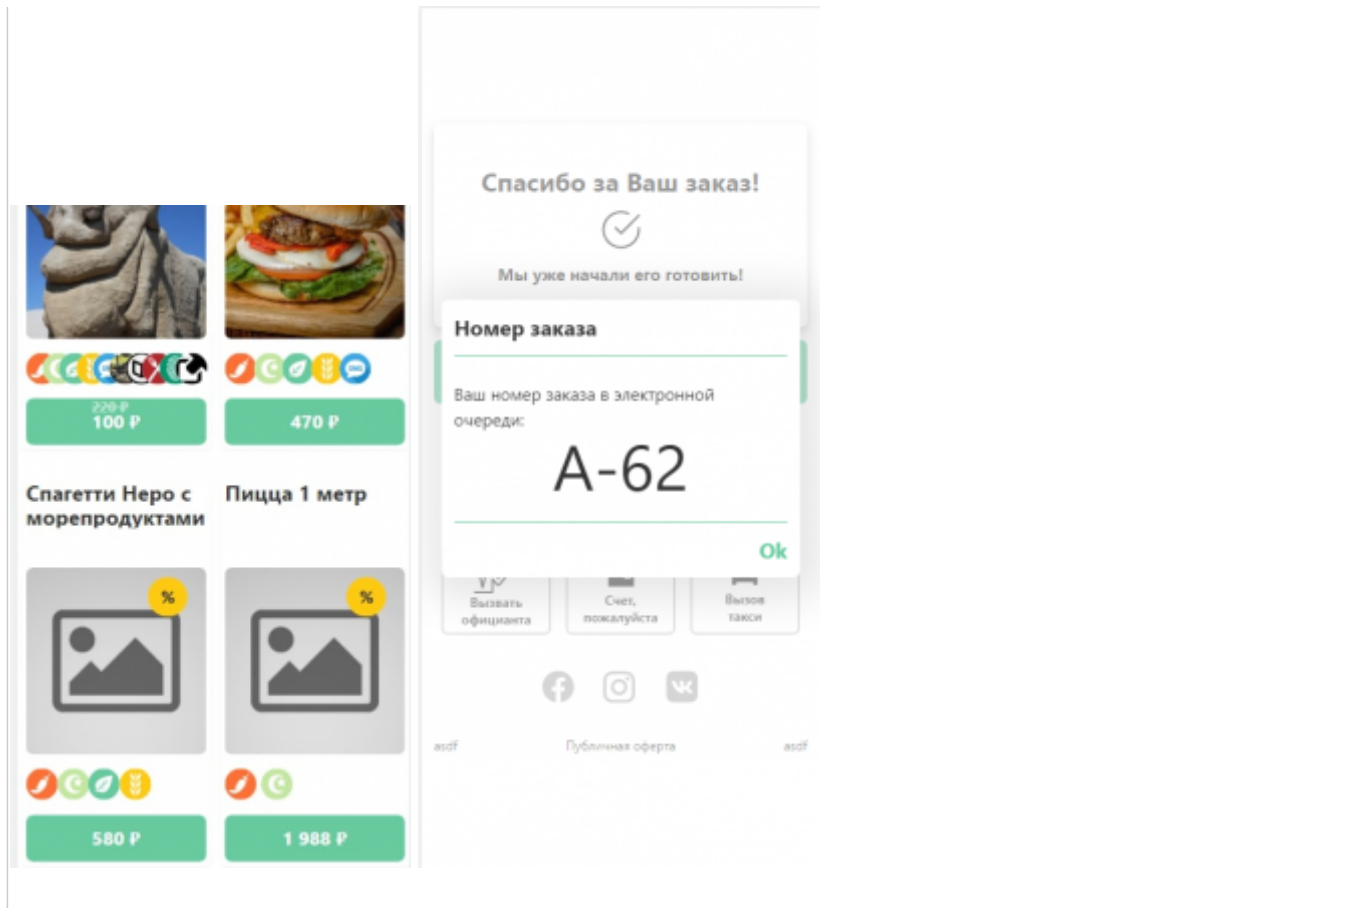 220 ₽
100 ₽
470 ₽
Спагетти Неро с
морепродуктами
Пицца 1 метр
%
%
580 ₽
1 988 ₽
Спасибо за Ваш заказ!
Мы уже начали его готовить!
Номер заказа
Ваш номер заказа в электронной
очереди:
A-62
Ok
Вызвать
официанта
Счет,
пожалуйста
Вызов
такси
asdf
Публичная оферта
asdf